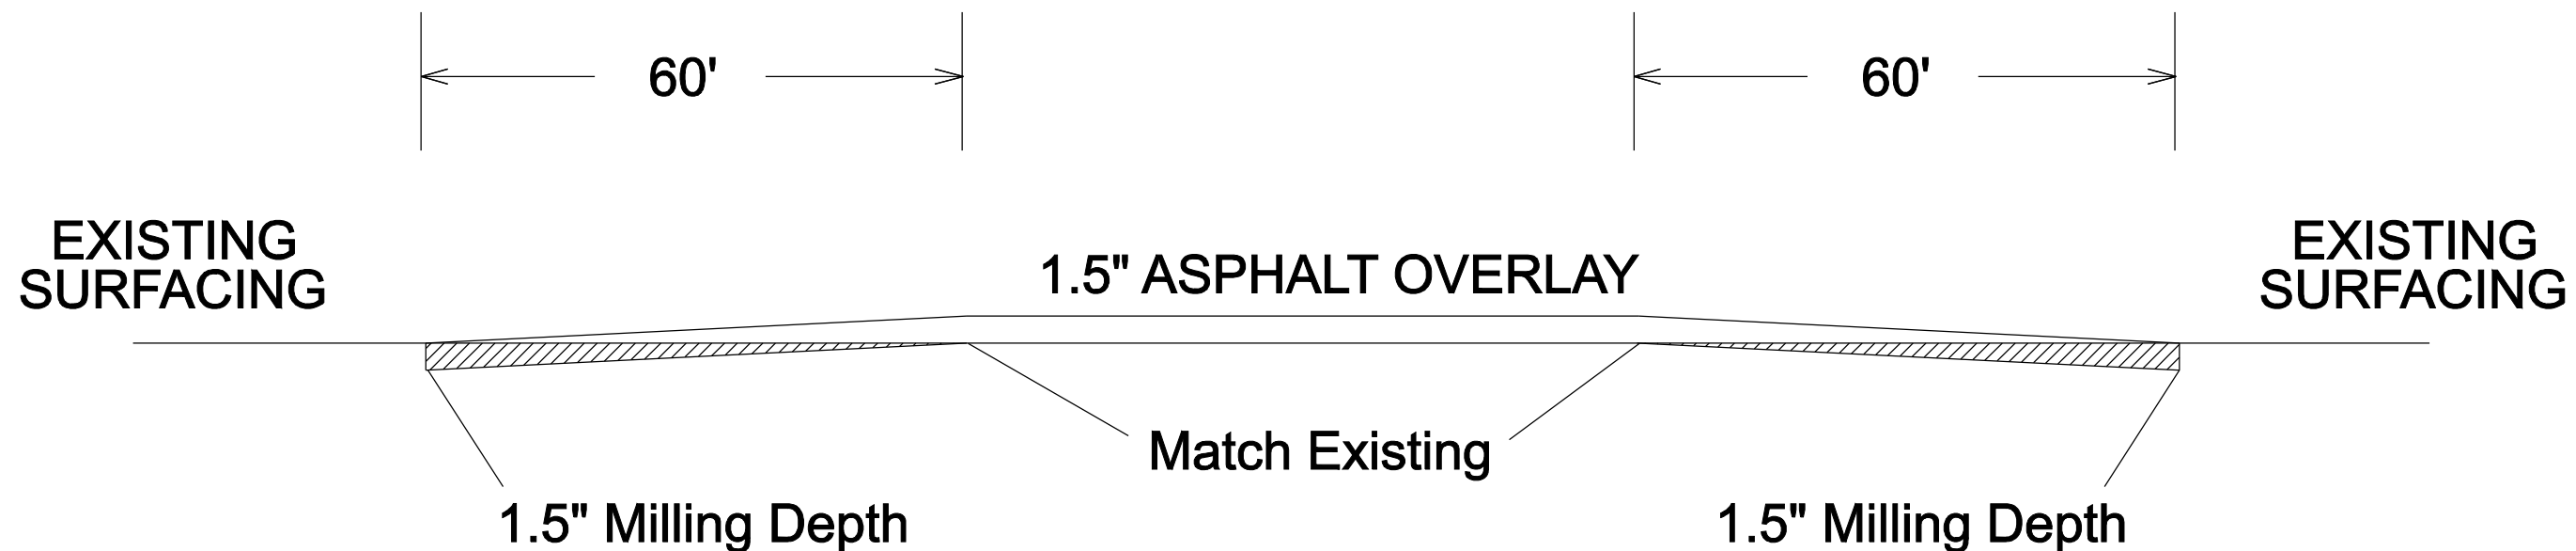 60'
60'
EXISTING
SURFACING
1.5" ASPHALT OVERLAY
EXISTING
SURFACING
Match Existing
1.5" Milling Depth
1.5" Milling Depth